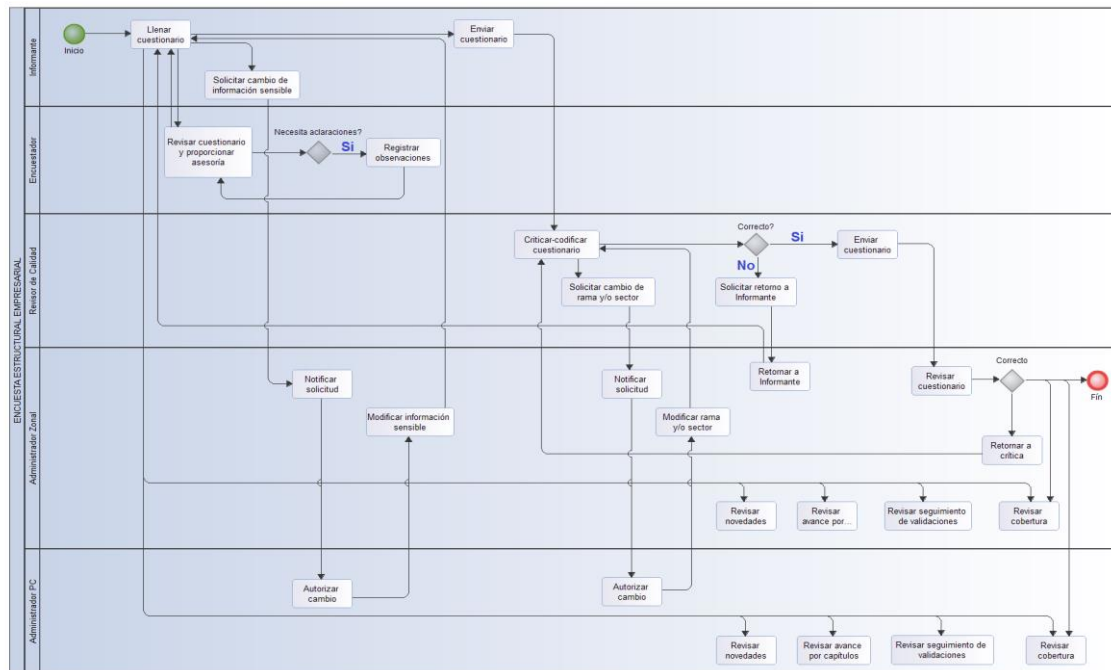 ENCUESTA ESTRUCTURAL EMPRESARIAL
Informante
Inicio
Llenar
cuestionario
Enviar
cuestionario
Solicitar cambio de
información sensible
Encuestador
Revisar cuestionario
y proporcionar
asesoría
Necesita aclaraciones?
Si
Registrar
observaciones
Revisor de Calidad
Criticar-codificar
cuestionario
Correcto?
Si
No
Enviar
cuestionario
Solicitar cambio de
rama y/o sector
Solicitar retorno a
Informante
Administrador Zonal
Notificar
solicitud
Modificar información
sensible
Notificar
solicitud
Modificar rama
y/o sector
Retornar a
Informante
Revisar
cuestionario
Correcto
Fín
Retornar a
crítica
Revisar
novedades
Revisar
avance por...
Revisar seguimiento
de validaciones
Revisar
cobertura
Administrador PC
Autorizar
cambio
Autorizar
cambio
Revisar
novedades
Revisar avance
por capítulos
Revisar seguimiento de
validaciones
Revisar
cobertura